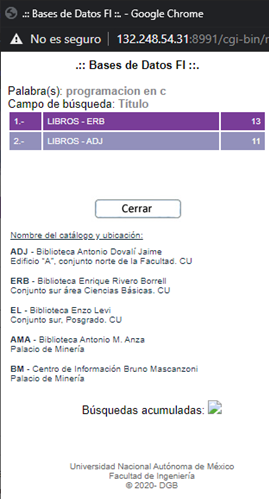 .:: Bases de Datos FI ::. - Google Chrome
No es seguro | 132.248.54.31:8991/cgi-bin/
.:: Bases de Datos FI ::.
Palabra(s): programacion en c
Campo de búsqueda: Título
1.- LIBROS - ERB 13
2.- LIBROS - ADJ 11
Cerrar
Nombre del catálogo y ubicación:
ADJ - Biblioteca Antonio Dovalí Jaime
Edificio "A", conjunto norte de la Facultad. CU
ERB - Biblioteca Enrique Rivero Borrell
Conjunto sur área Ciencias Básicas. CU
EL - Biblioteca Enzo Levi
Conjunto sur, Posgrado. CU
AMA - Biblioteca Antonio M. Anza
Palacio de Minería
BM - Centro de Información Bruno Mascanzoni
Palacio de Minería
Búsquedas acumuladas:
Universidad Nacional Autónoma de México
Facultad de Ingeniería
© 2020- DGB